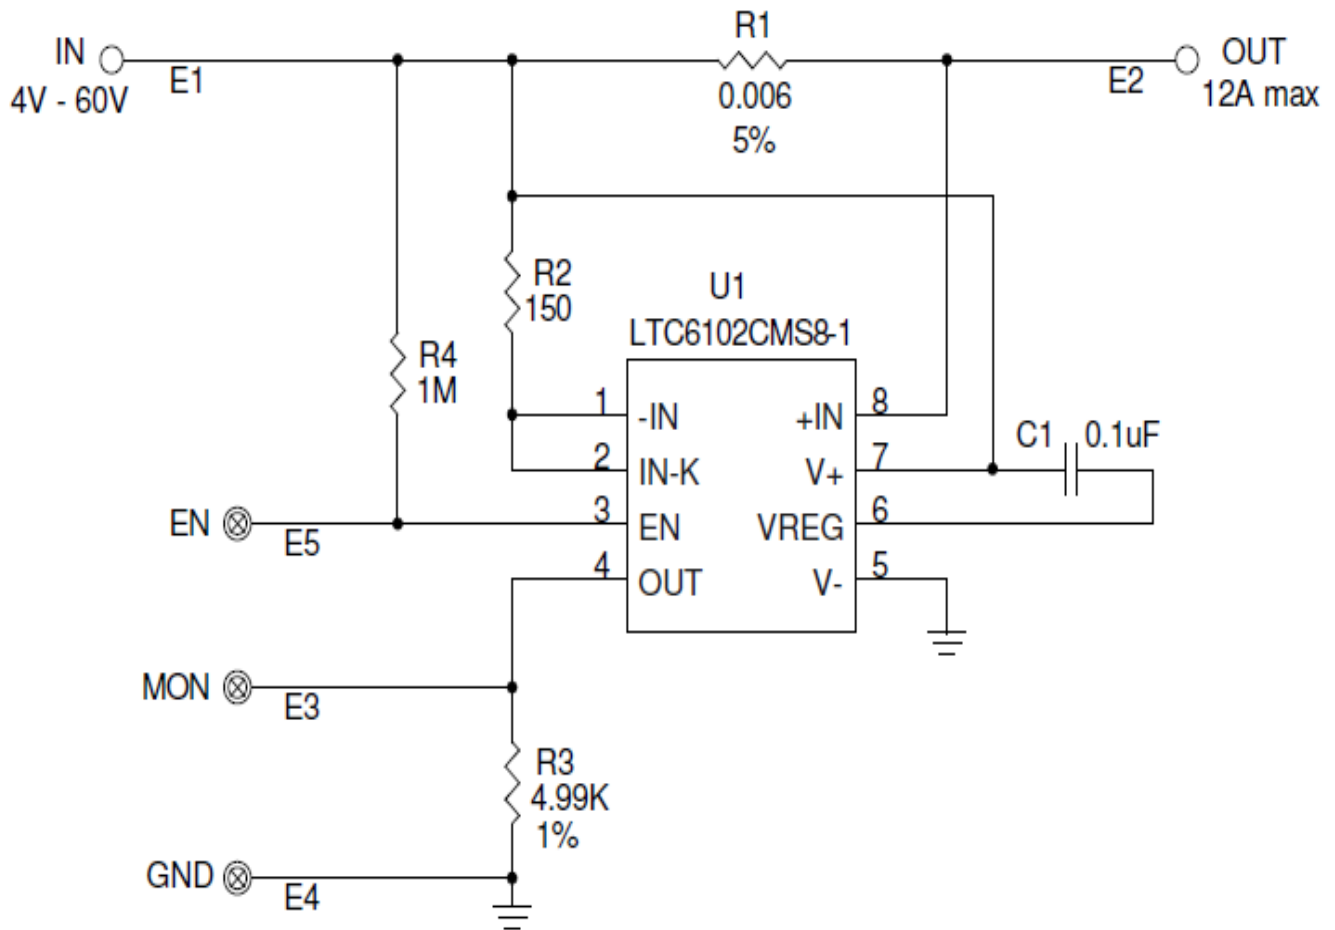 IN
4V - 60V
E1
R1
0.006
5%
E2
OUT
12A max
R2
150
U1
LTC6102CMS8-1
R4
1M
1
-IN
+IN
8
C1
0.1uF
2
IN-K
V+
7
EN
E5
3
EN
VREG
6
4
OUT
V-
5
MON
E3
R3
4.99K
1%
GND
E4